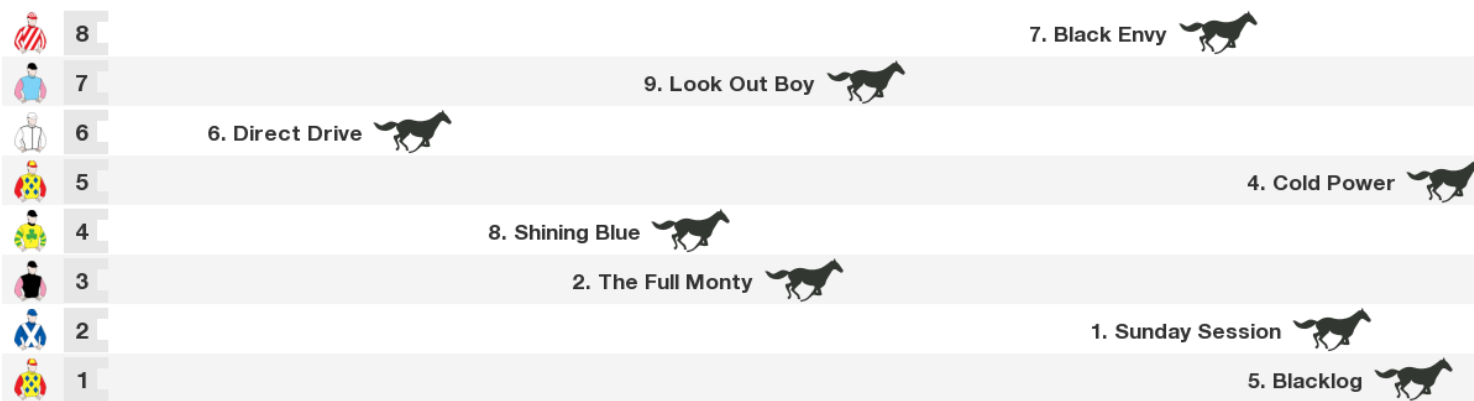 8 7. Black Envy
7 9. Look Out Boy
6 6. Direct Drive
5 4. Cold Power
4 8. Shining Blue
3 2. The Full Monty
2 1. Sunday Session
1 5. Blacklog